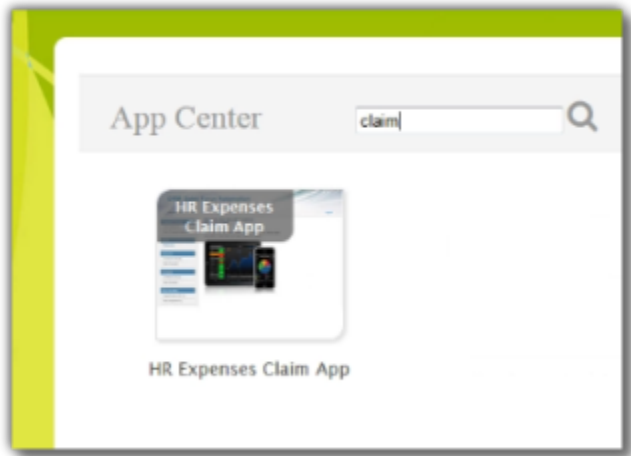 App Center
claim
HR Expenses
Claim App
HR Expenses Claim App